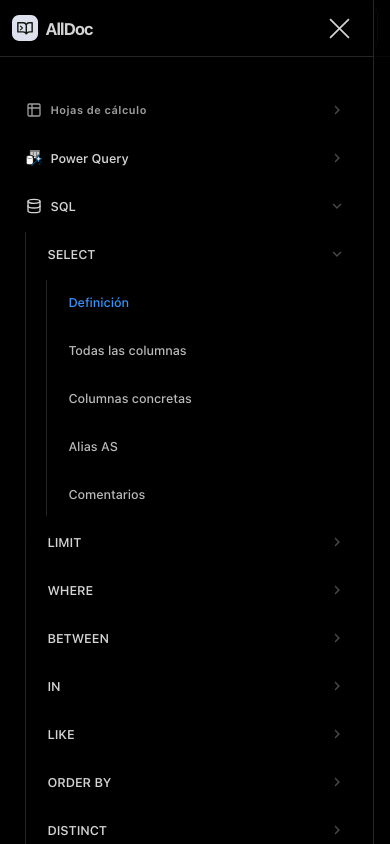 AllDoc
Hojas de cálculo
Power Query
SQL
SELECT
Definición
Todas las columnas
Columnas concretas
Alias AS
Comentarios
LIMIT
WHERE
BETWEEN
IN
LIKE
ORDER BY
DISTINCT